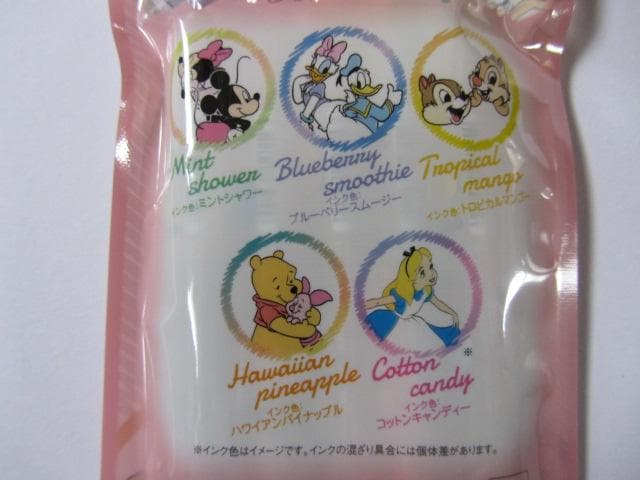 Mint
shower
インク色:ミントシャワー
Blueberry
smoothie
インク色:
ブルーベリースムージー
Tropical
mango
インク色:トロピカルマンゴー
Hawaiian
pineapple
インク色:
ハワイアンパイナップル
Cotton ※
candy
インク色:
コットンキャンディー
※インク色はイメージです。インクの混ざり具合には個体差があります。